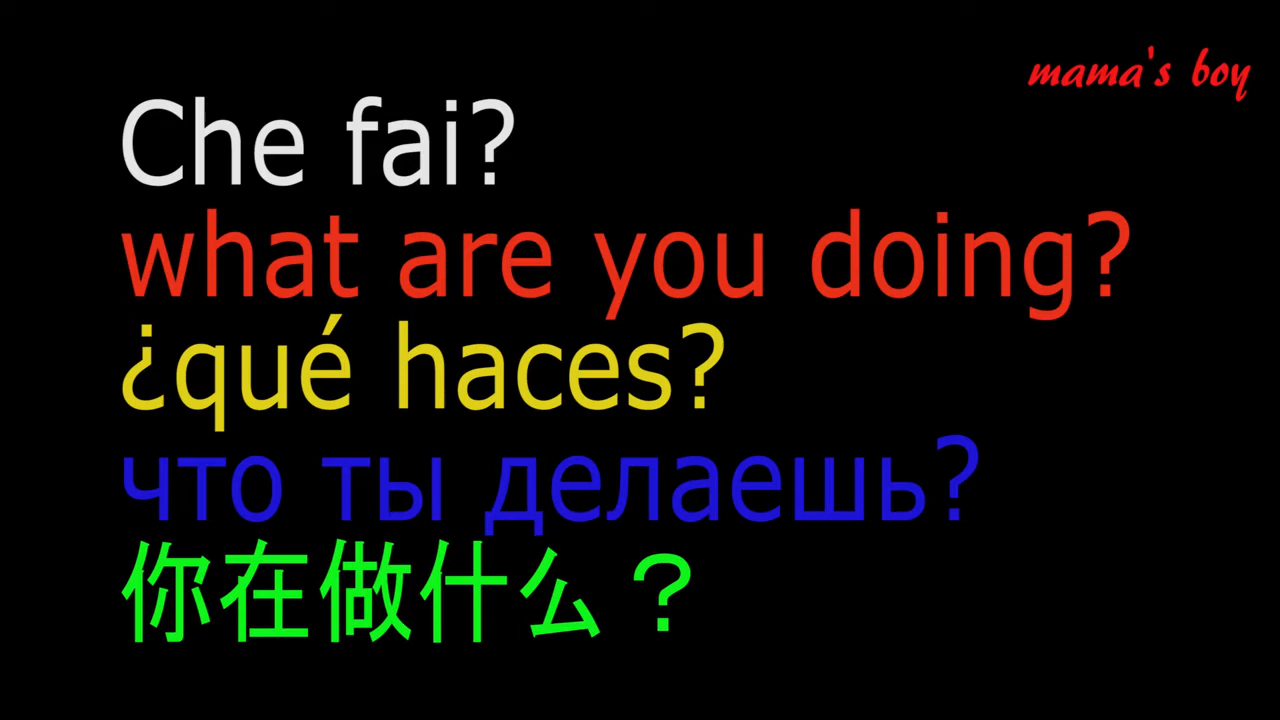 mama's boy
Che fai?
what are you doing?
¿qué haces?
что ты делаешь?
你在做什么？